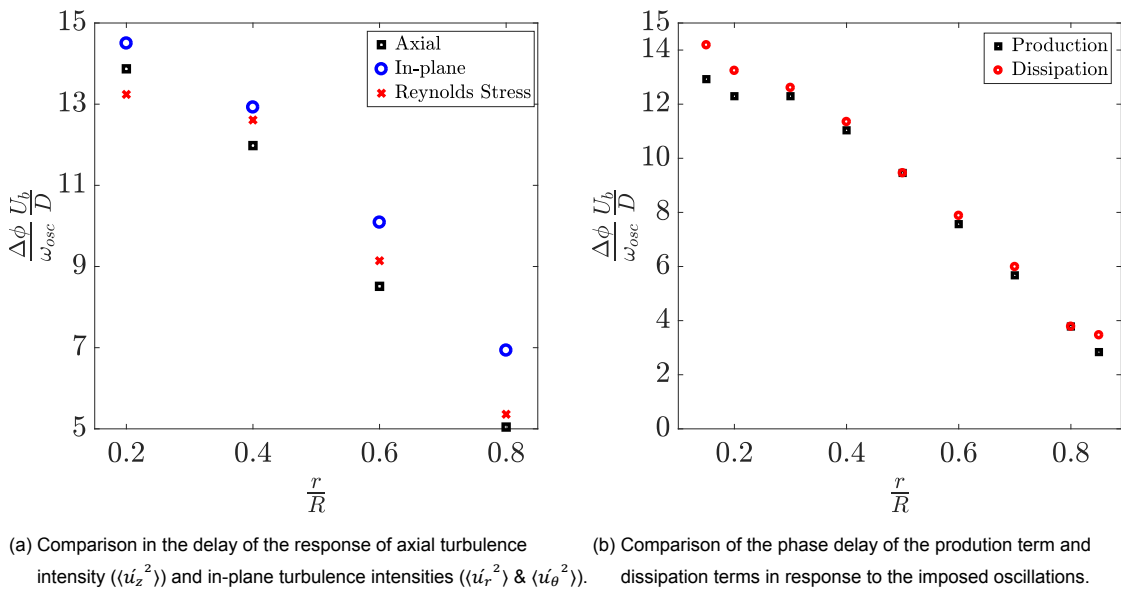 15
13
11
9
7
5
Δϕ U_b
ω_osc D
0.2 0.4 0.6 0.8
r
R
Axial
In-plane
Reynolds Stress
15
14
12
10
8
6
4
2
0
Δϕ U_b
ω_osc D
0.2 0.4 0.6 0.8
r
R
Production
Dissipation
(a) Comparison in the delay of the response of axial turbulence
intensity (⟨ú_z²⟩) and in-plane turbulence intensities (⟨ú_r²⟩ & ⟨ú_θ²⟩).
(b) Comparison of the phase delay of the prodution term and
dissipation terms in response to the imposed oscillations.